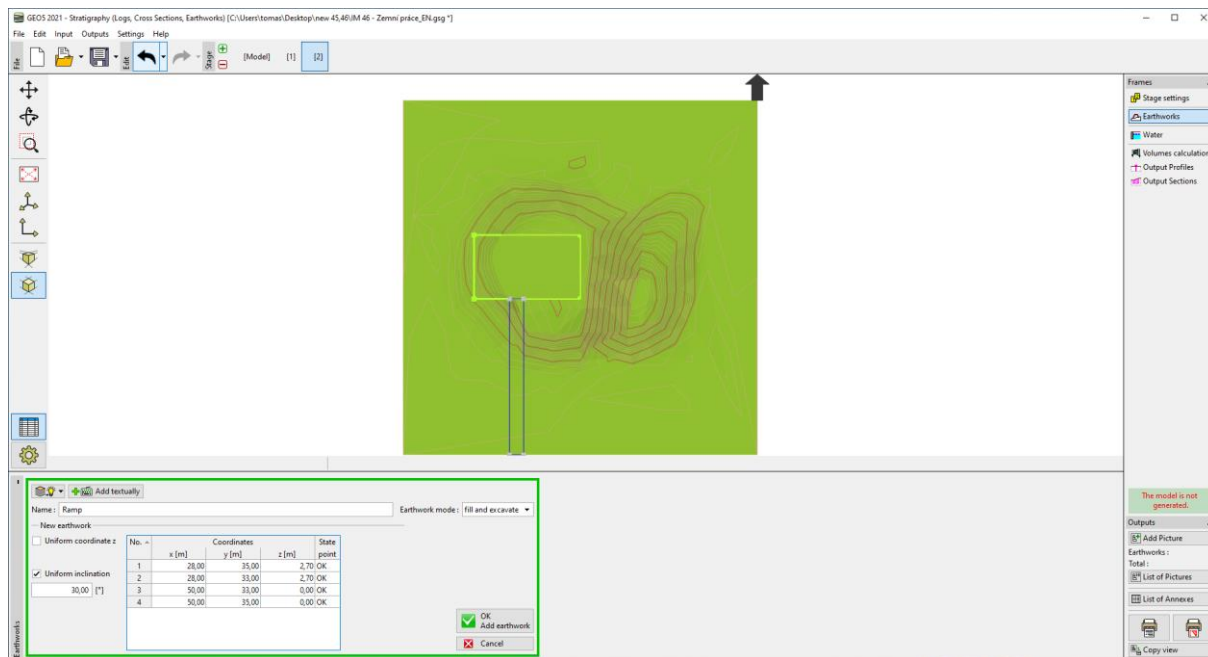 GEO5 2021 - Stratigraphy (Logs, Cross Sections, Earthworks) [C:\Users\tomas\Desktop\new 45,46\IM 46 - Zemní práce_EN.gsg *]
File Edit Input Outputs Settings Help
File
Edit
Stage
[Model] [1] [2]
Frames
Stage settings
Earthworks
Water
Volumes calculation
Output Profiles
Output Sections
Add textually
Name : Ramp Earthwork mode : fill and excavate
New earthwork
Uniform coordinate z
Uniform inclination
30,00 [°]
No. Coordinates State
x [m] y [m] z [m] point
1 28,00 35,00 2,70 OK
2 28,00 33,00 2,70 OK
3 50,00 33,00 0,00 OK
4 50,00 35,00 0,00 OK
OK
Add earthwork
Cancel
Earthworks
The model is not
generated.
Outputs
Add Picture
Earthworks :
Total :
List of Pictures
List of Annexes
Copy view